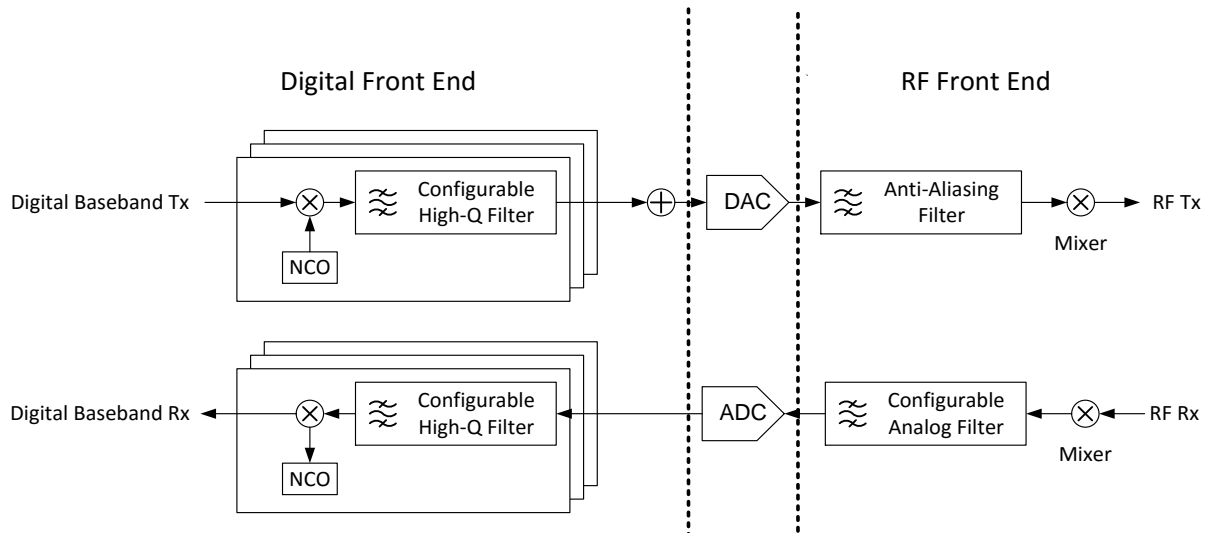 Digital Front End
RF Front End
Digital Baseband Tx
Configurable
High-Q Filter
NCO
DAC
Anti-Aliasing
Filter
Mixer
RF Tx
Digital Baseband Rx
Configurable
High-Q Filter
NCO
ADC
Configurable
Analog Filter
Mixer
RF Rx